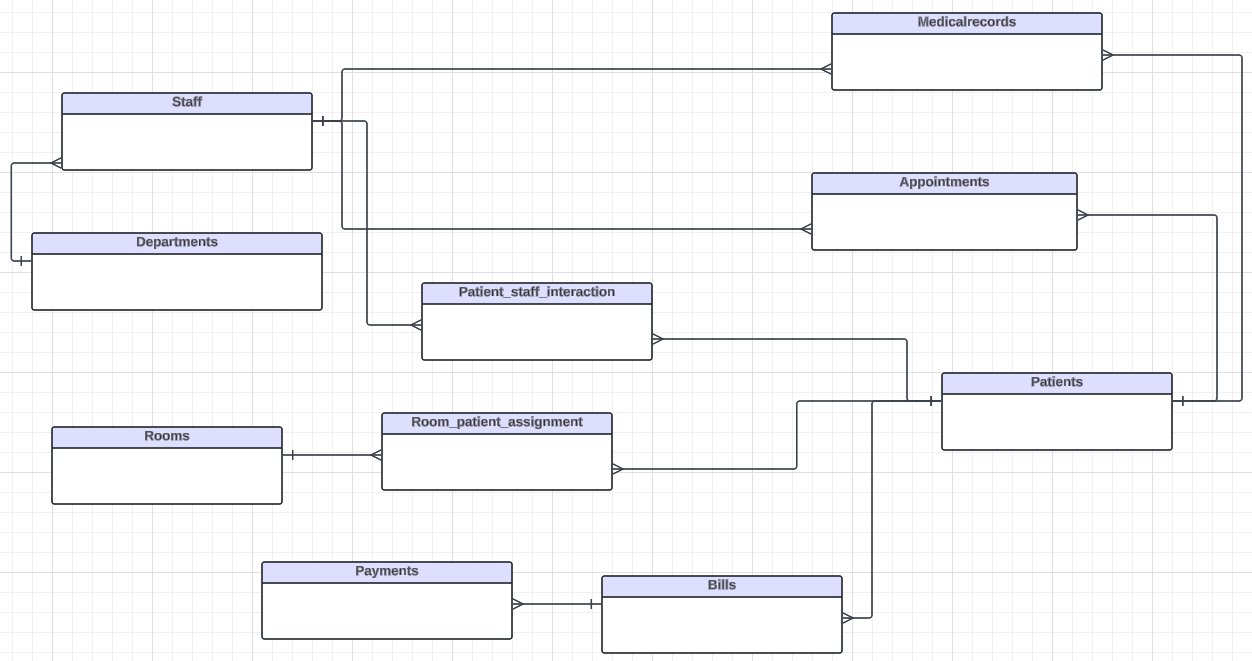 Medicalrecords
Staff
Appointments
Departments
Patient_staff_interaction
Patients
Room_patient_assignment
Rooms
Payments
Bills